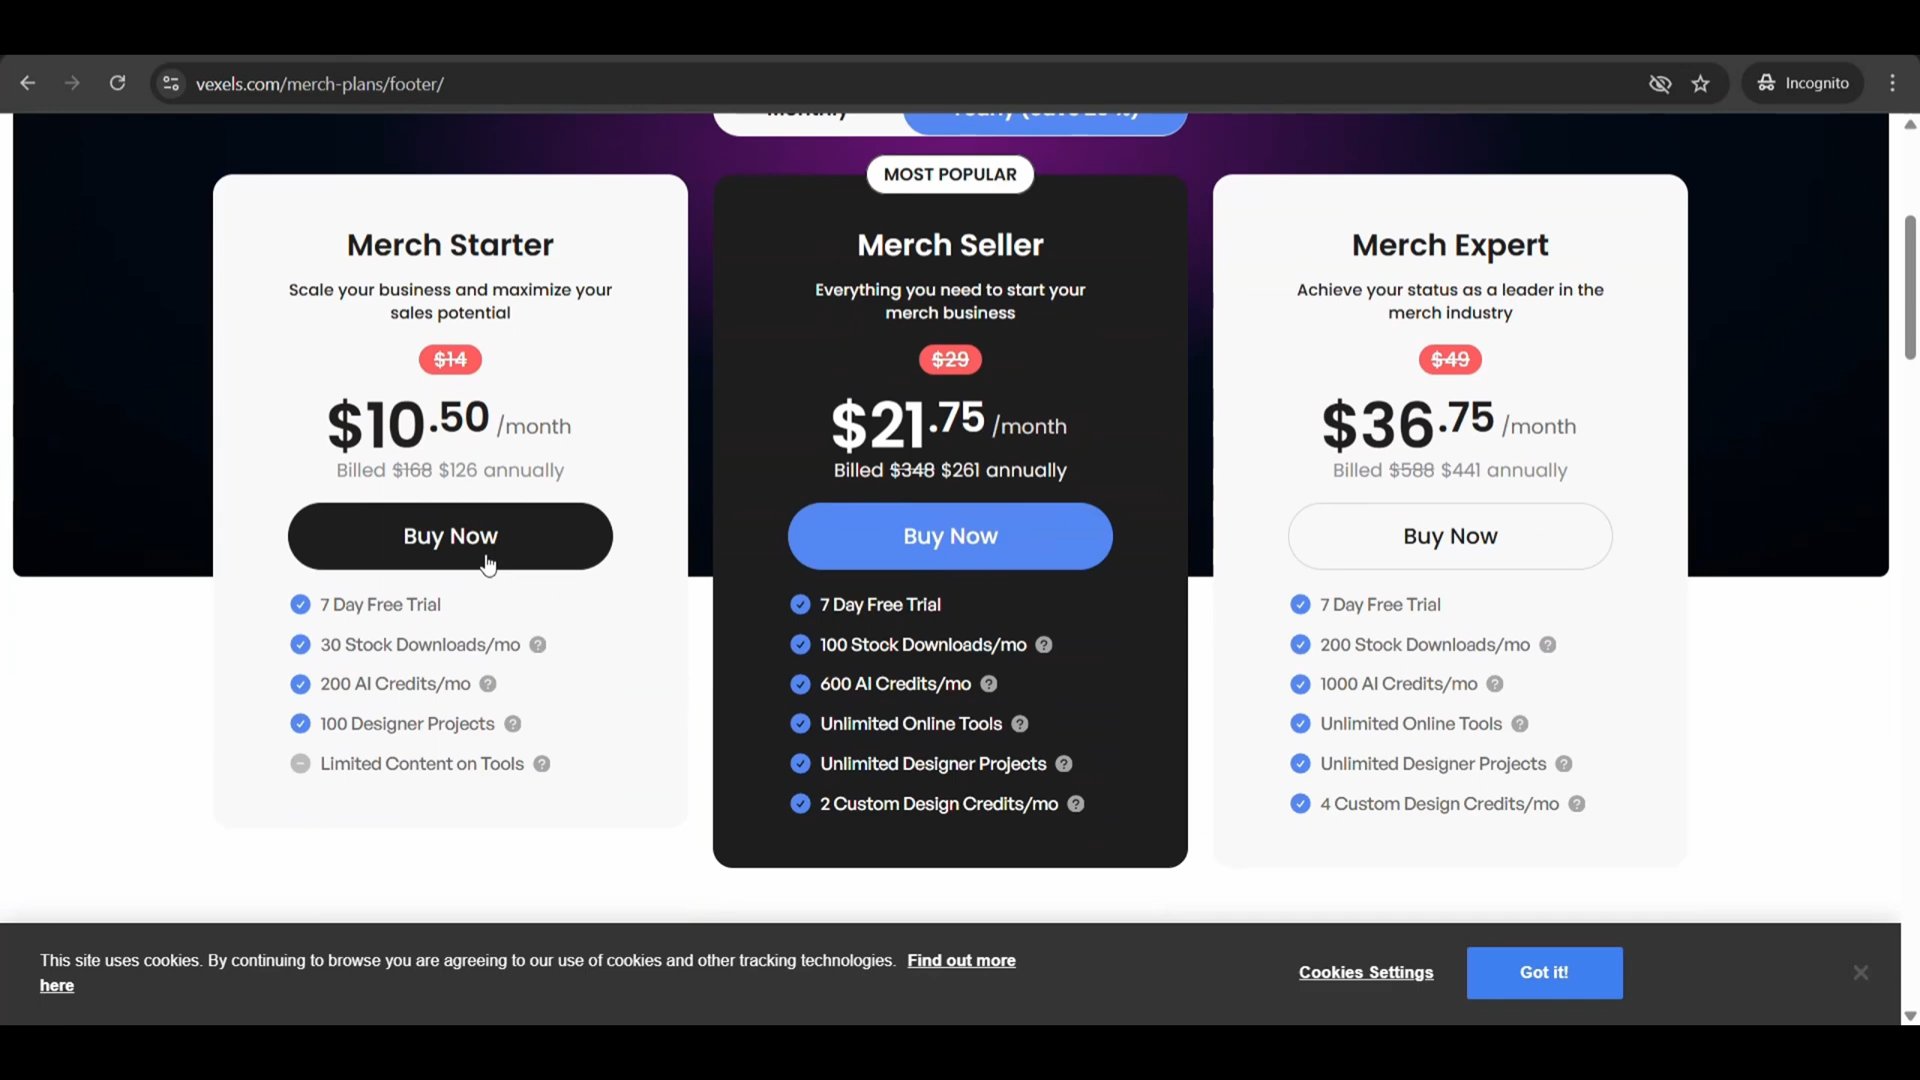 vexels.com/merch-plans/footer/
Incognito
Monthly
MOST POPULAR
Merch Starter
Scale your business and maximize your
sales potential
$14
$10.50 /month
Billed $168 $126 annually
Buy Now
7 Day Free Trial
30 Stock Downloads/mo ?
200 AI Credits/mo ?
100 Designer Projects ?
Limited Content on Tools ?
Merch Seller
Everything you need to start your
merch business
$29
$21.75 /month
Billed $348 $261 annually
Buy Now
7 Day Free Trial
100 Stock Downloads/mo ?
600 AI Credits/mo ?
Unlimited Online Tools ?
Unlimited Designer Projects ?
2 Custom Design Credits/mo ?
Merch Expert
Achieve your status as a leader in the
merch industry
$49
$36.75 /month
Billed $588 $441 annually
Buy Now
7 Day Free Trial
200 Stock Downloads/mo ?
1000 AI Credits/mo ?
Unlimited Online Tools ?
Unlimited Designer Projects ?
4 Custom Design Credits/mo ?
This site uses cookies. By continuing to browse you are agreeing to our use of cookies and other tracking technologies. Find out more
here
Cookies Settings
Got it!